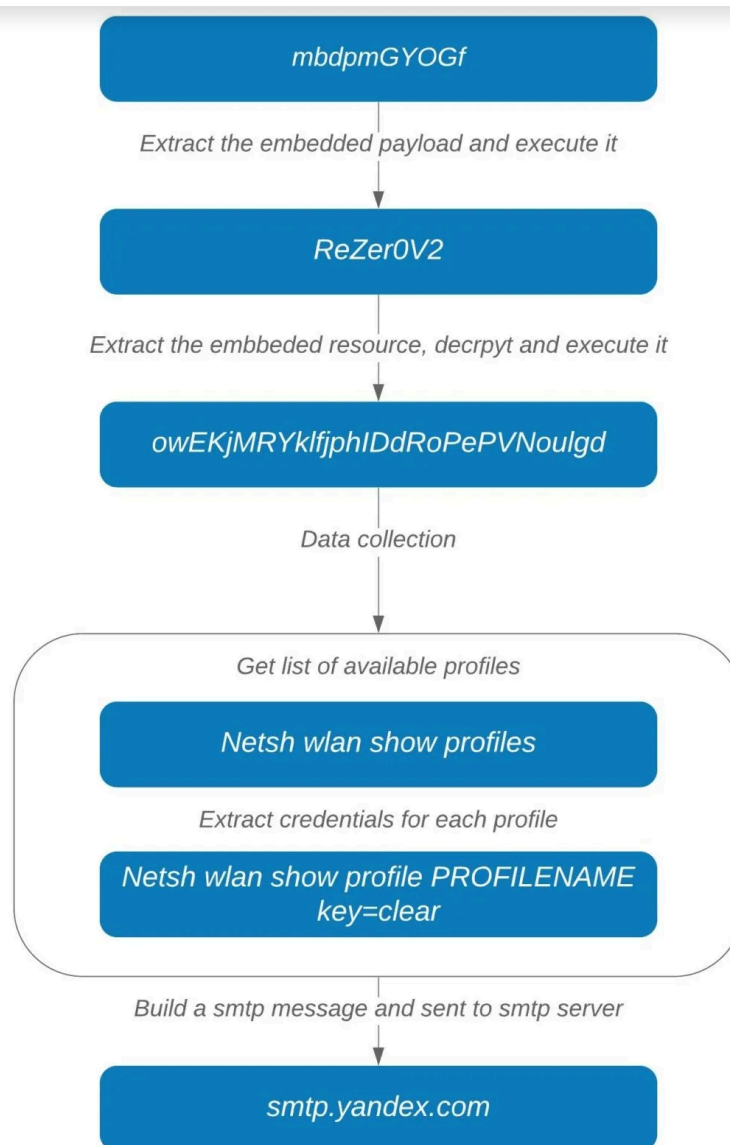 mbdpmGYOGf
Extract the embedded payload and execute it
ReZer0V2
Extract the embbeded resource, decrpyt and execute it
owEKjMRYklfjphIDdRoPePVNoulgd
Data collection
Get list of available profiles
Netsh wlan show profiles
Extract credentials for each profile
Netsh wlan show profile PROFILENAME
key=clear
Build a smtp message and sent to smtp server
smtp.yandex.com